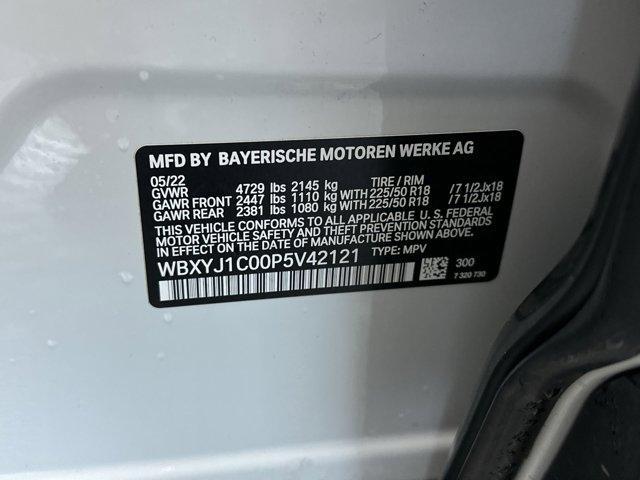 MFD BY BAYERISCHE MOTOREN WERKE AG
05/22 TIRE / RIM
GVWR 4729 lbs 2145 kg
GAWR FRONT 2447 lbs 1110 kg WITH 225/50 R18 /7 1/2Jx18
GAWR REAR 2381 lbs 1080 kg WITH 225/50 R18 /7 1/2Jx18
THIS VEHICLE CONFORMS TO ALL APPLICABLE U.S. FEDERAL
MOTOR VEHICLE SAFETY AND THEFT PREVENTION STANDARDS
IN EFFECT ON THE DATE OF MANUFACTURE SHOWN ABOVE.
WBXYJ1C00P5V42121 TYPE: MPV
300
7 320 730